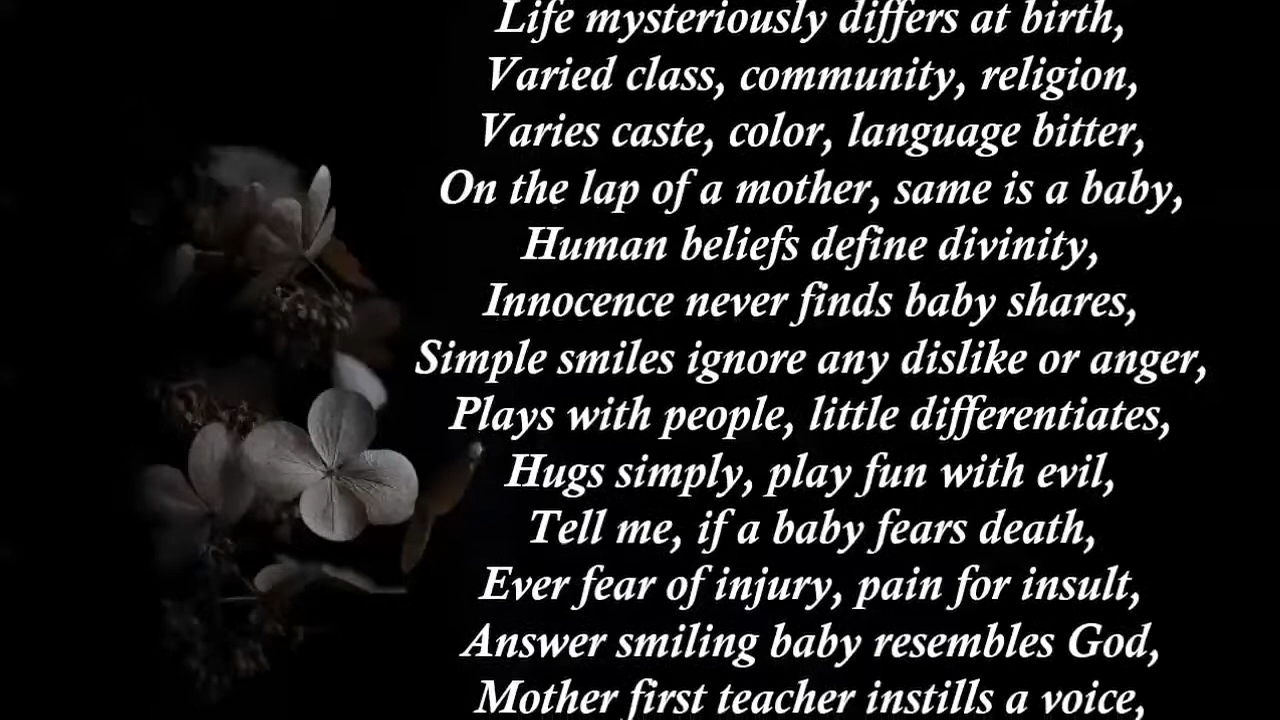 Life mysteriously differs at birth,
Varied class, community, religion,
Varies caste, color, language bitter,
On the lap of a mother, same is a baby,
Human beliefs define divinity,
Innocence never finds baby shares,
Simple smiles ignore any dislike or anger,
Plays with people, little differentiates,
Hugs simply, play fun with evil,
Tell me, if a baby fears death,
Ever fear of injury, pain for insult,
Answer smiling baby resembles God,
Mother first teacher instills a voice,